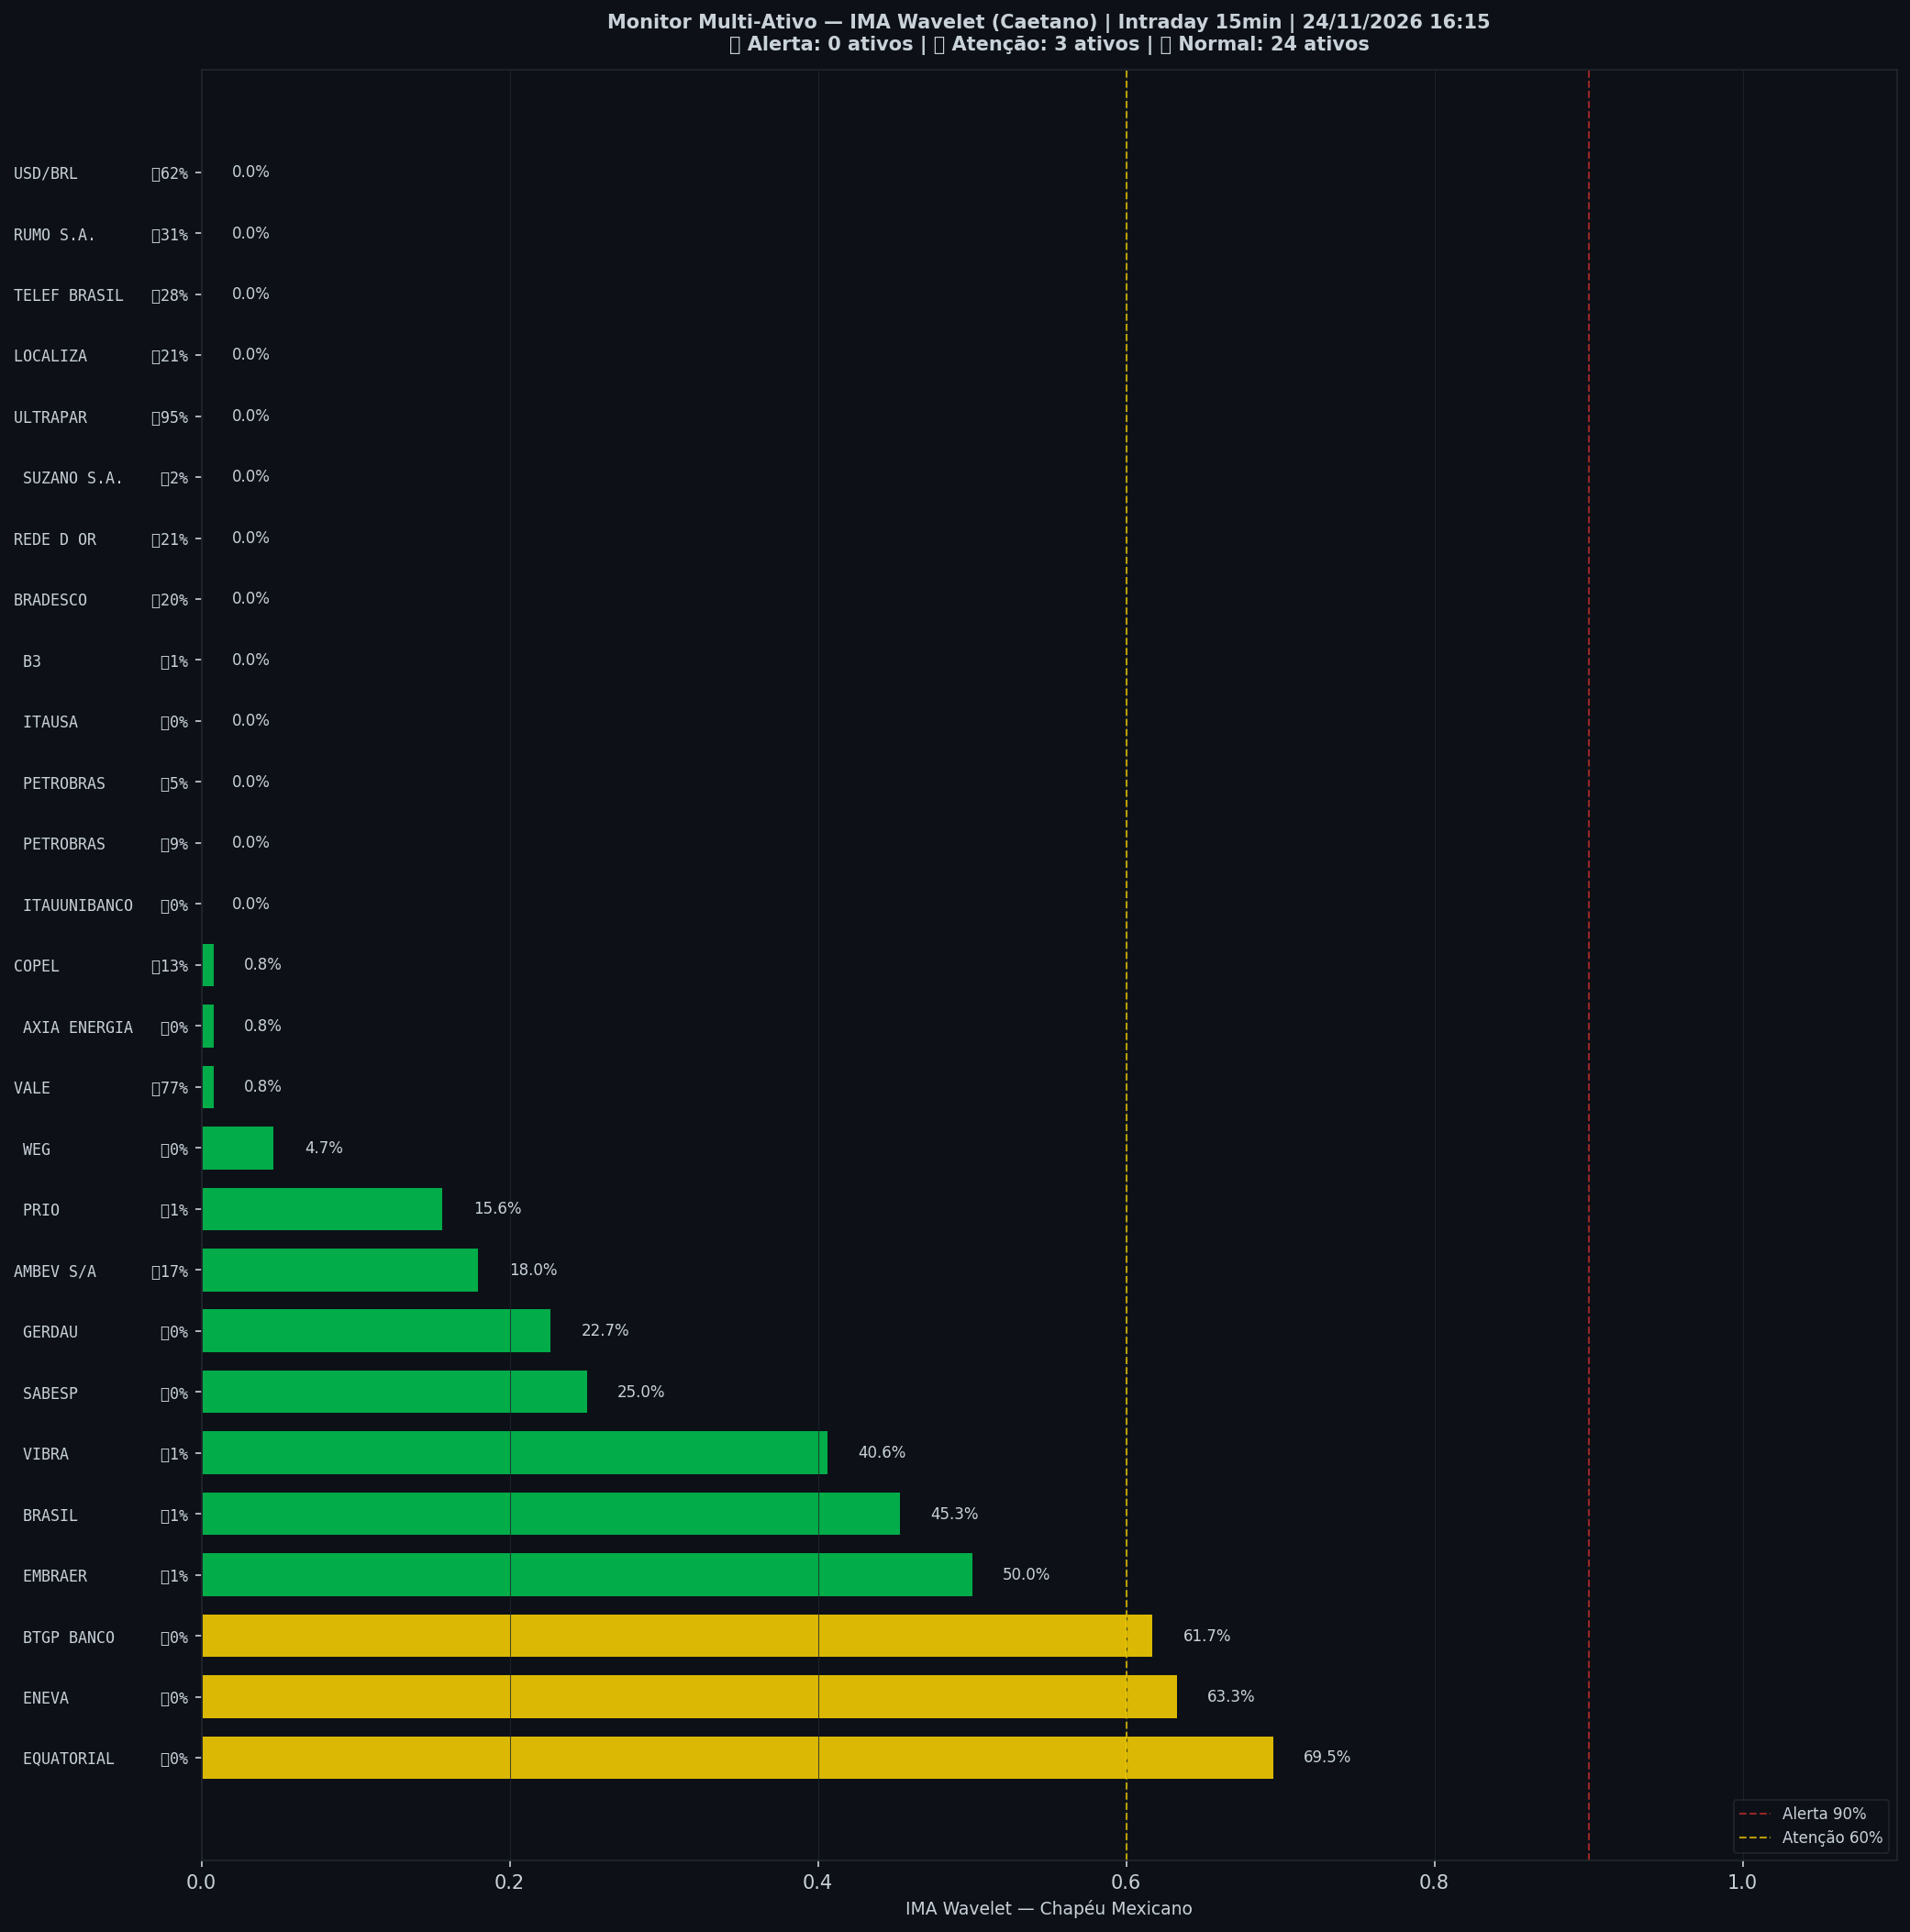 Monitor Multi-Ativo — IMA Wavelet (Caetano) | Intraday 15min | 24/11/2026 16:15
▯ Alerta: 0 ativos | ▯ Atenção: 3 ativos | ▯ Normal: 24 ativos
USD/BRL ▯62% 0.0%
RUMO S.A. ▯31% 0.0%
TELEF BRASIL ▯28% 0.0%
LOCALIZA ▯21% 0.0%
ULTRAPAR ▯95% 0.0%
SUZANO S.A. ▯2% 0.0%
REDE D OR ▯21% 0.0%
BRADESCO ▯20% 0.0%
B3 ▯1% 0.0%
ITAUSA ▯0% 0.0%
PETROBRAS ▯5% 0.0%
PETROBRAS ▯9% 0.0%
ITAUUNIBANCO ▯0% 0.0%
COPEL ▯13% 0.8%
AXIA ENERGIA ▯0% 0.8%
VALE ▯77% 0.8%
WEG ▯0% 4.7%
PRIO ▯1% 15.6%
AMBEV S/A ▯17% 18.0%
GERDAU ▯0% 22.7%
SABESP ▯0% 25.0%
VIBRA ▯1% 40.6%
BRASIL ▯1% 45.3%
EMBRAER ▯1% 50.0%
BTGP BANCO ▯0% 61.7%
ENEVA ▯0% 63.3%
EQUATORIAL ▯0% 69.5%
Alerta 90%
Atenção 60%
0.0 0.2 0.4 0.6 0.8 1.0
IMA Wavelet — Chapéu Mexicano